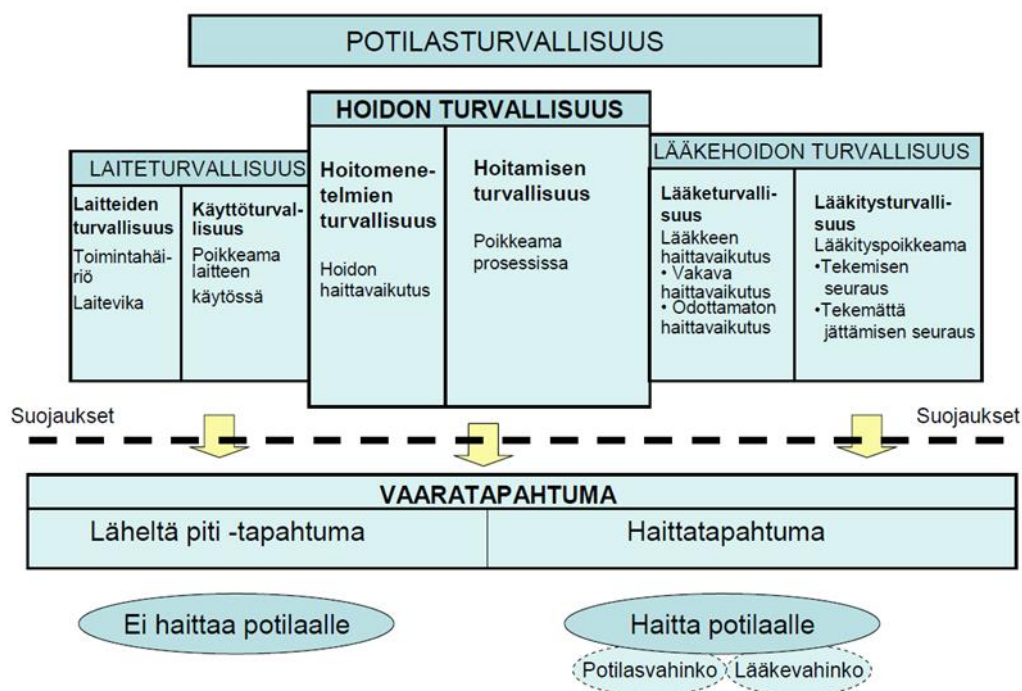 POTILASTURVALLISUUS
HOIDON TURVALLISUUS
LAITETURVALLISUUS
LÄÄKEHOIDON TURVALLISUUS
Laitteiden
turvallisuus
Toimintahäi-
riö
Laitevika
Käyttöturval-
lisuus
Poikkeama
laitteen
käytössä
Hoitomene-
telmien
turvallisuus
Hoidon
haittavaikutus
Hoitamisen
turvallisuus
Poikkeama
prosessissa
Lääketurvalli-
suus
Lääkkeen
haittavaikutus
• Vakava
haittavaikutus
• Odottamaton
haittavaikutus
Lääkitysturvalli-
suus
Lääkityspoikkeama
•Tekemisen
seuraus
•Tekemättä
jättämisen seuraus
Suojaukset
Suojaukset
VAARATAPAHTUMA
Läheltä piti -tapahtuma
Haittatapahtuma
Ei haittaa potilaalle
Haitta potilaalle
Potilasvahinko
Lääkevahinko